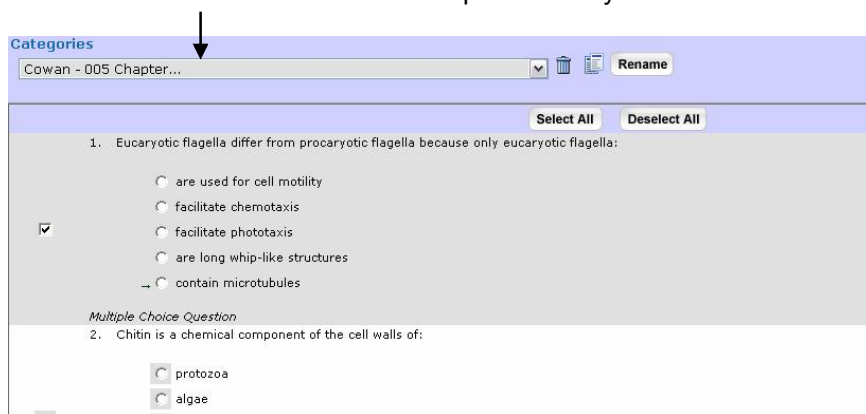 Categories
Cowan - 005 Chapter...
Rename
Select All Deselect All
1. Eucaryotic flagella differ from procaryotic flagella because only eucaryotic flagella:
are used for cell motility
facilitate chemotaxis
facilitate phototaxis
are long whip-like structures
→ contain microtubules
Multiple Choice Question
2. Chitin is a chemical component of the cell walls of:
protozoa
algae